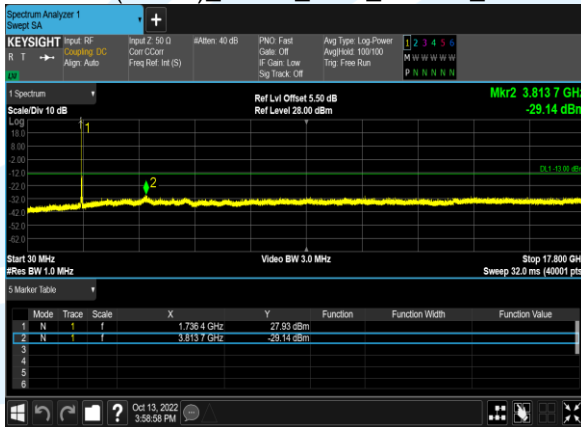 Spectrum Analyzer 1
Swept SA
+
KEYSIGHT
R T
Input: RF
Coupling: DC
Align: Auto
Input Z: 50 Ω
Corr CCorr
Freq Ref: Int (S)
#Atten: 40 dB
PNO: Fast
Gate: Off
IF Gain: Low
Sig Track: Off
Avg Type: Log-Power
Avg|Hold: 100/100
Trig: Free Run
1 2 3 4 5 6
M W W W W W
P N N N N N
1 Spectrum
Scale/Div 10 dB
Ref Lvl Offset 5.50 dB
Ref Level 28.00 dBm
Mkr2 3.813 7 GHz
-29.14 dBm
Log
18.0
8.00
-2.00
-12.0
-22.0
-32.0
-42.0
-52.0
-62.0
1
2
DL1 -13.00 dBm
Start 30 MHz
#Res BW 1.0 MHz
Video BW 3.0 MHz
Stop 17.800 GH
Sweep 32.0 ms (40001 pts
5 Marker Table
Mode Trace Scale X Y Function Function Width Function Value
1 N 1 f 1.736 4 GHz 27.93 dBm
2 N 1 f 3.813 7 GHz -29.14 dBm
3
4
5
6
?
Oct 13, 2022
3:58:58 PM